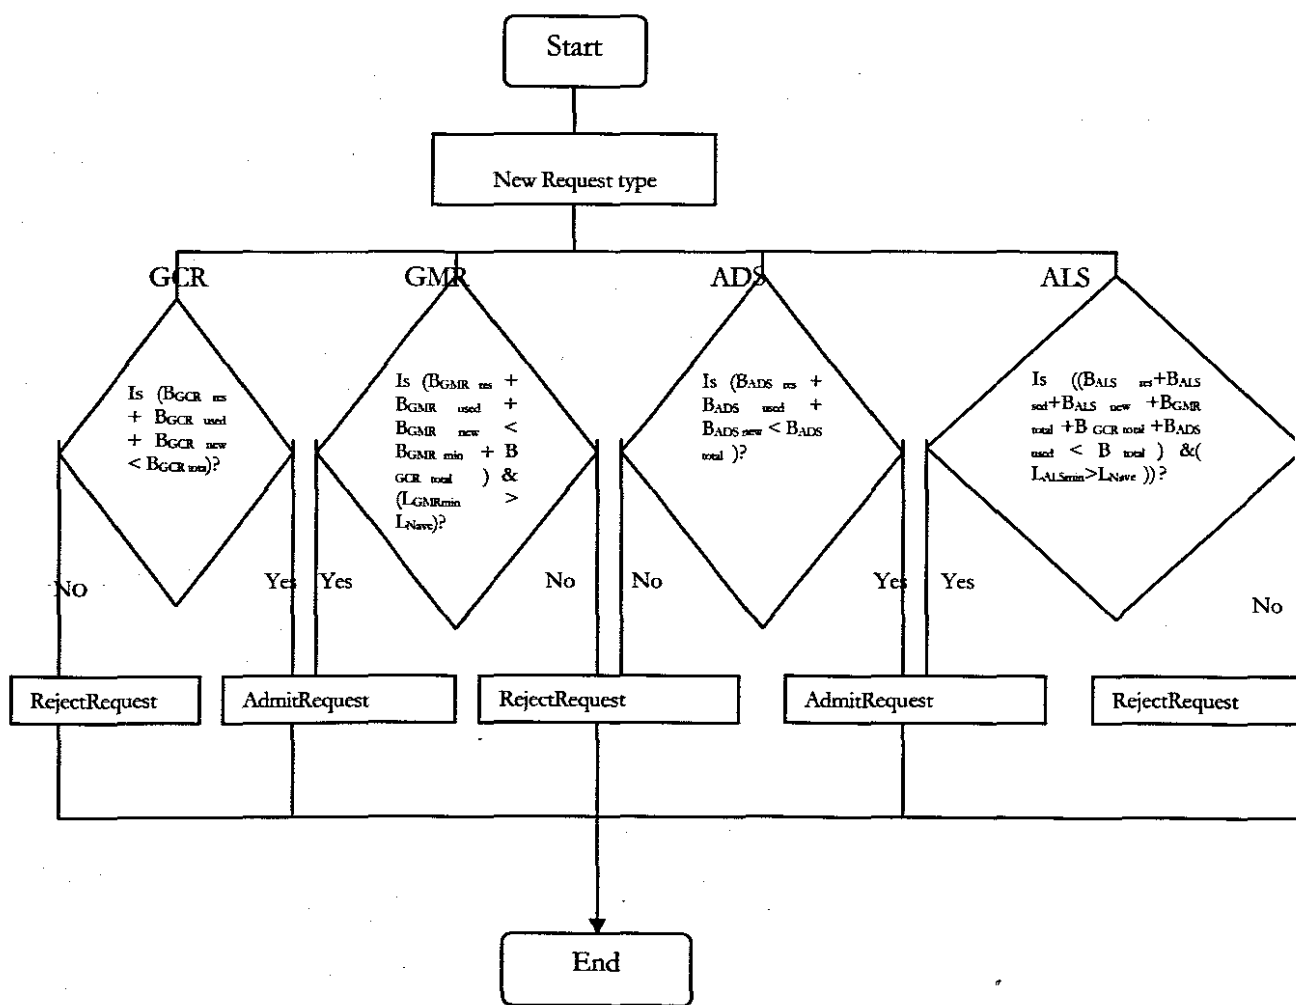 Start
New Request type
GCR
GMR
ADS
ALS
Is (BGCR res
+ BGCR used
+ BGCR new
< BGCR total)?
Is (BGMR res +
BGMR used +
BGMR new <
BGMR min + B
GCR total ) &
(LGMRmin >
LNave)?
Is (BADS res +
BADS used +
BADS new < BADS
total )?
Is ((BALS res+BALS
sed+BALS new +BGMR
total +B GCR total +BADS
used < B total ) &(
LALSmin>LNave ))?
NO
Yes
Yes
No
No
Yes
Yes
No
RejectRequest
AdmitRequest
RejectRequest
AdmitRequest
RejectRequest
End